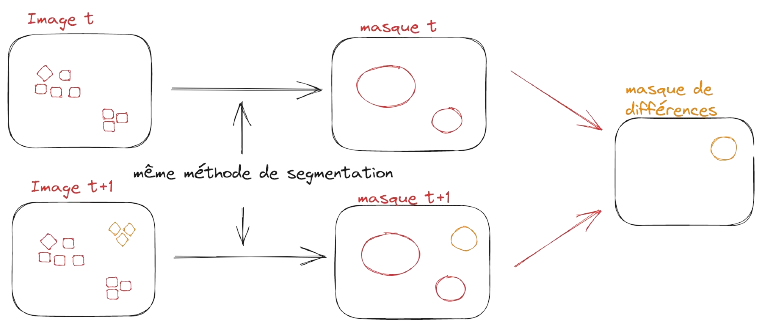 Image t
masque t
masque de
différences
même méthode de segmentation
Image t+1
masque t+1